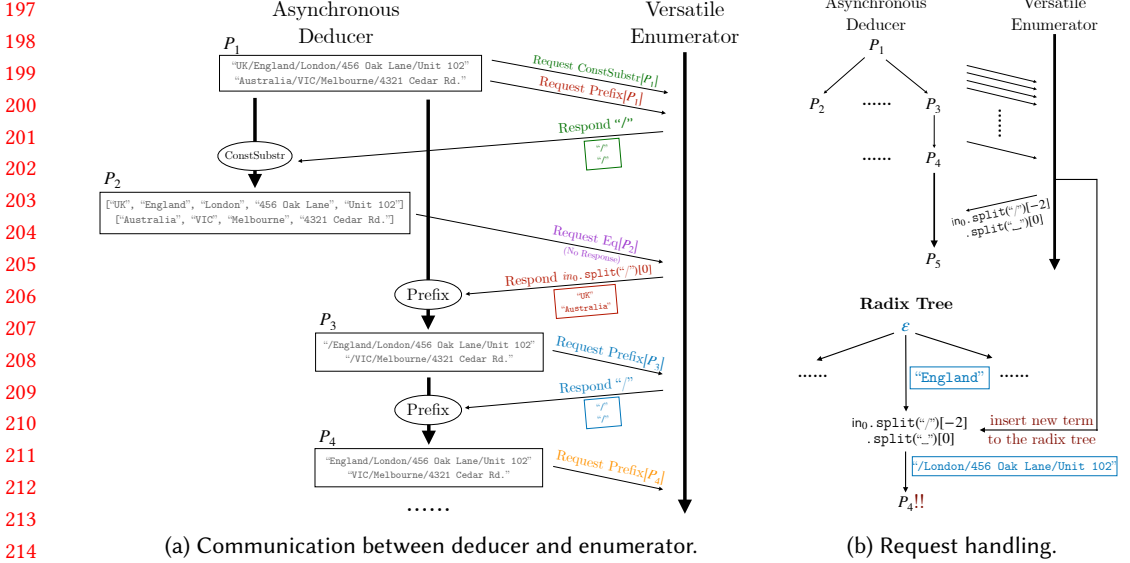 197
198
199
200
201
202
203
204
205
206
207
208
209
210
211
212
213
214
Asynchronous
Deducer
Versatile
Enumerator
P1
"UK/England/London/456 Oak Lane/Unit 102"
"Australia/VIC/Melbourne/4321 Cedar Rd."
Request ConstSubstr[P1]
Request Prefix[P1]
Respond "/"
"/"
"/"
ConstSubstr
P2
["UK", "England", "London", "456 Oak Lane", "Unit 102"]
["Australia", "VIC", "Melbourne", "4321 Cedar Rd."]
Request Eq[P2]
(No Response)
Respond in0.split("/")[0]
"UK"
"Australia"
Prefix
P3
"/England/London/456 Oak Lane/Unit 102"
"/VIC/Melbourne/4321 Cedar Rd."
Request Prefix[P3]
Respond "/"
"/"
"/"
Prefix
P4
"England/London/456 Oak Lane/Unit 102"
"VIC/Melbourne/4321 Cedar Rd."
Request Prefix[P4]
......
(a) Communication between deducer and enumerator.
Asynchronous
Deducer
Versatile
Enumerator
P1
P2
......
P3
......
......
P4
in0.split("/")[-2]
.split("_")[0]
P5
Radix Tree
ε
......
"England"
......
in0.split("/")[-2]
.split("_")[0]
insert new term
to the radix tree
"/London/456 Oak Lane/Unit 102"
P4!!
(b) Request handling.